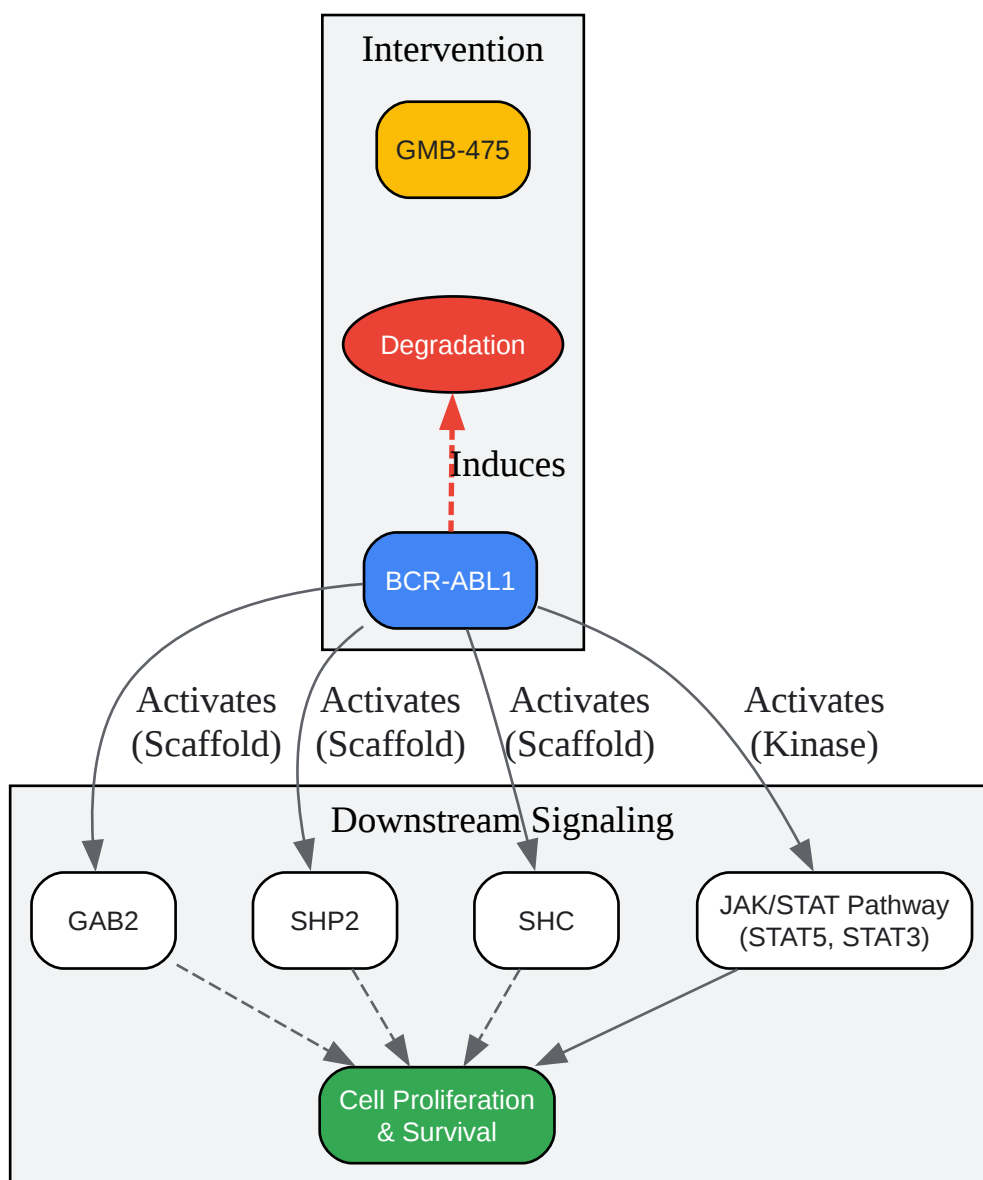 Intervention
GMB-475
Degradation
Induces
BCR-ABL1
Activates
(Scaffold)
Activates
(Scaffold)
Activates
(Scaffold)
Activates
(Kinase)
Downstream Signaling
GAB2
SHP2
SHC
JAK/STAT Pathway
(STAT5, STAT3)
Cell Proliferation
& Survival